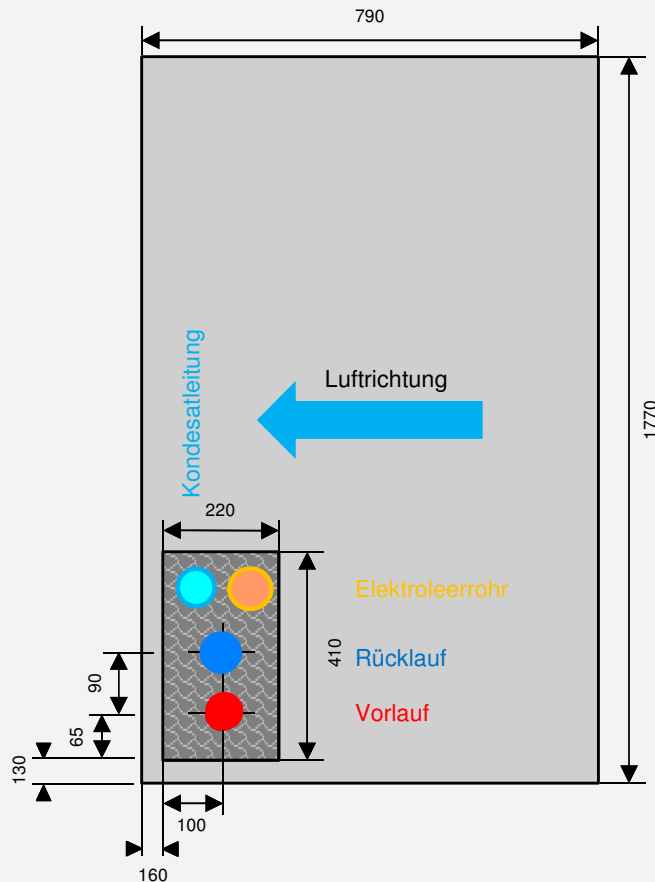 790
Luftrichtung
Kondesatleitung
1770
220
Elektroleerrohr
410
Rücklauf
90
Vorlauf
65
130
100
160